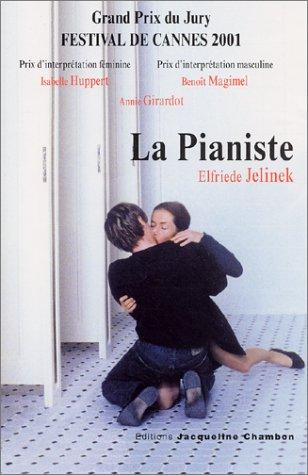 Grand Prix du Jury
FESTIVAL DE CANNES 2001
Prix d'interprétation féminine Prix d'interprétation masculine
Isabelle Huppert Benoît Magimel
Annie Girardot
La Pianiste
Elfriede Jelinek
Editions Jacqueline Chambon